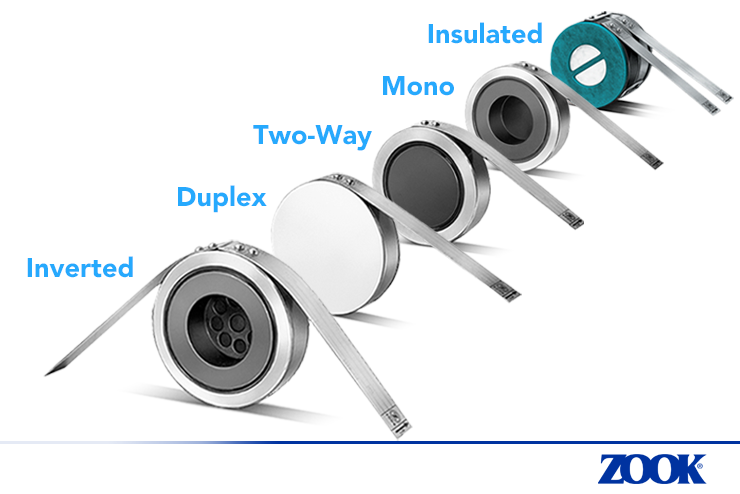 Insulated
Mono
Two-Way
Duplex
Inverted
ZOOK®